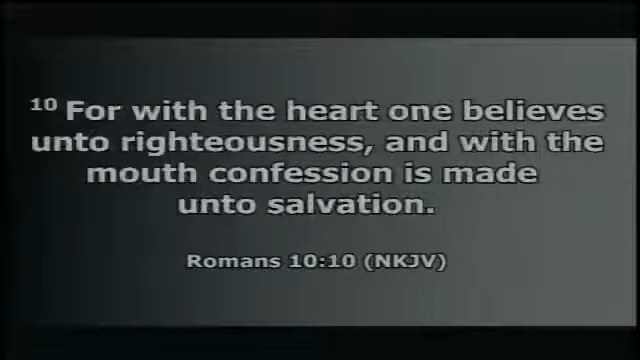 10 For with the heart one believes
unto righteousness, and with the
mouth confession is made
unto salvation.
Romans 10:10 (NKJV)